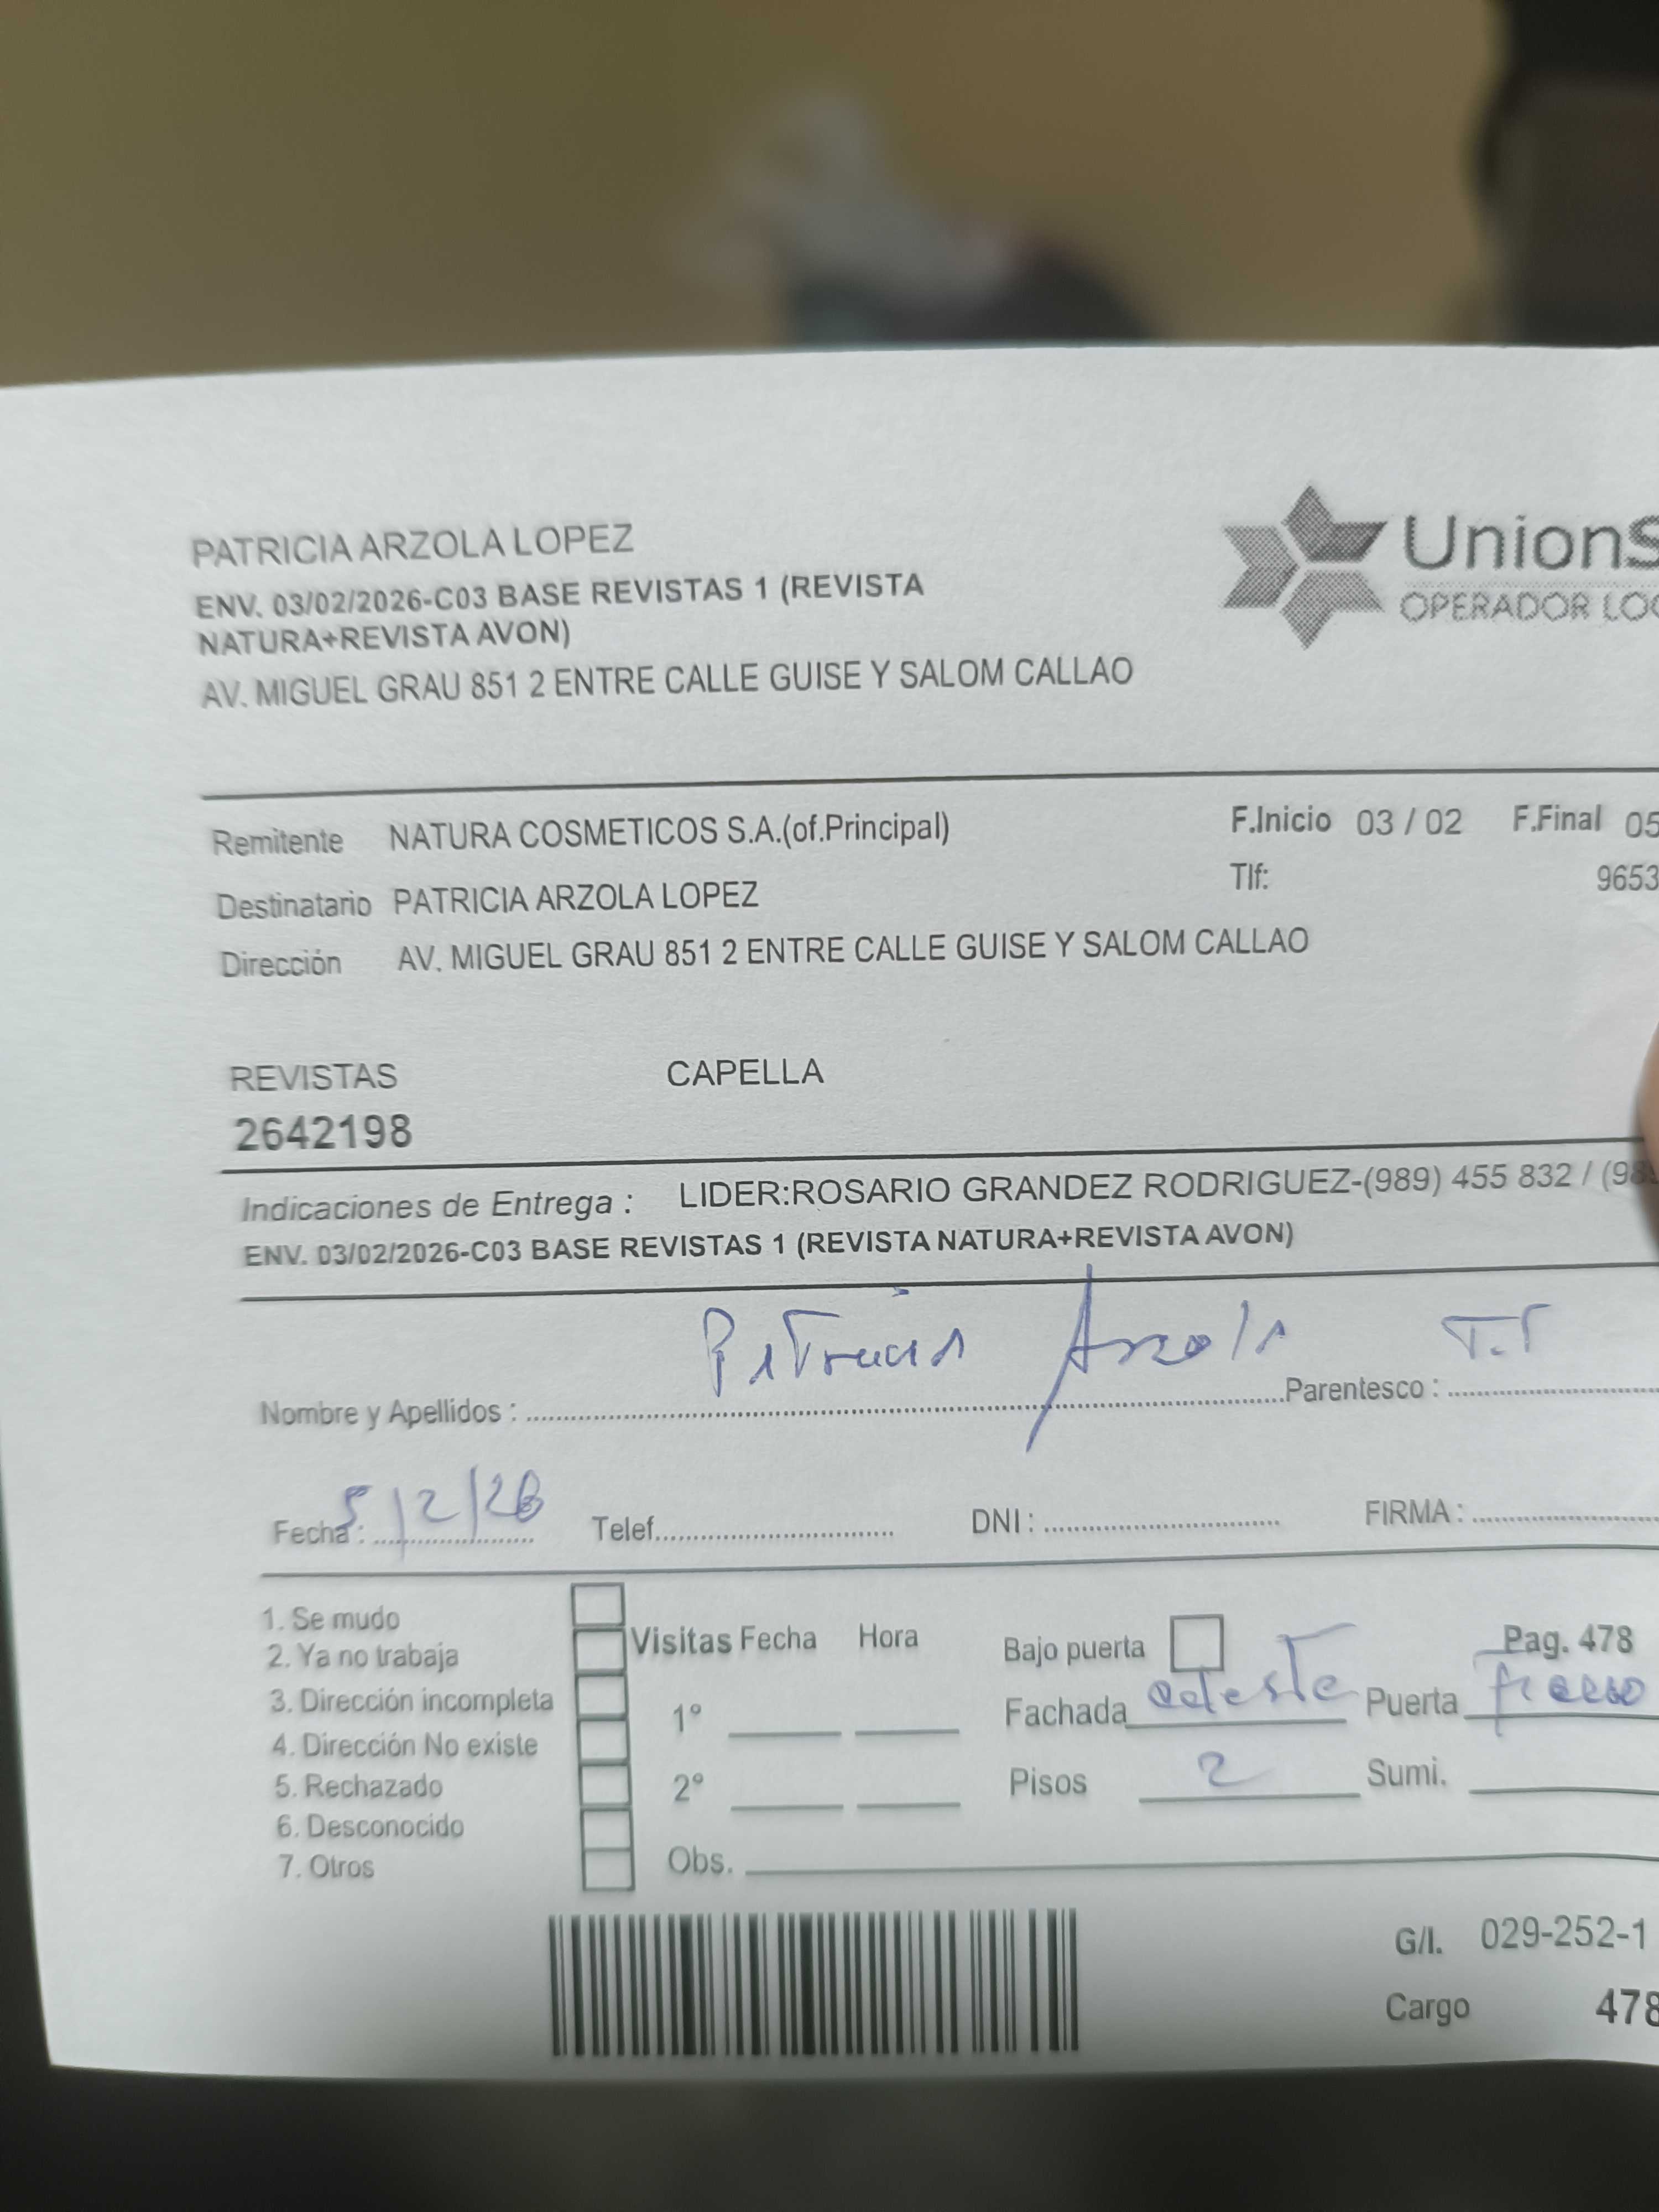 PATRICIA ARZOLA LOPEZ
ENV. 03/02/2026-C03 BASE REVISTAS 1 (REVISTA
NATURA+REVISTA AVON)
AV. MIGUEL GRAU 851 2 ENTRE CALLE GUISE Y SALOM CALLAO
UnionS
OPERADOR LOG
Remitente NATURA COSMETICOS S.A.(of.Principal) F.Inicio 03 / 02 F.Final 05
Destinatario PATRICIA ARZOLA LOPEZ Tlf: 9653
Dirección AV. MIGUEL GRAU 851 2 ENTRE CALLE GUISE Y SALOM CALLAO
REVISTAS CAPELLA
2642198
Indicaciones de Entrega : LIDER:ROSARIO GRANDEZ RODRIGUEZ-(989) 455 832 / (98
ENV. 03/02/2026-C03 BASE REVISTAS 1 (REVISTA NATURA+REVISTA AVON)
Nombre y Apellidos : Patricia Arzola Parentesco : T.T
Fecha : 5/2/26 Telef. DNI : FIRMA :
1. Se mudo
2. Ya no trabaja
3. Dirección incompleta
4. Dirección No existe
5. Rechazado
6. Desconocido
7. Otros
Visitas Fecha Hora
1°
2°
Obs.
Bajo puerta Pag. 478
Fachada celeste Puerta
Pisos 2 Sumi.
G/I. 029-252-1
Cargo 478